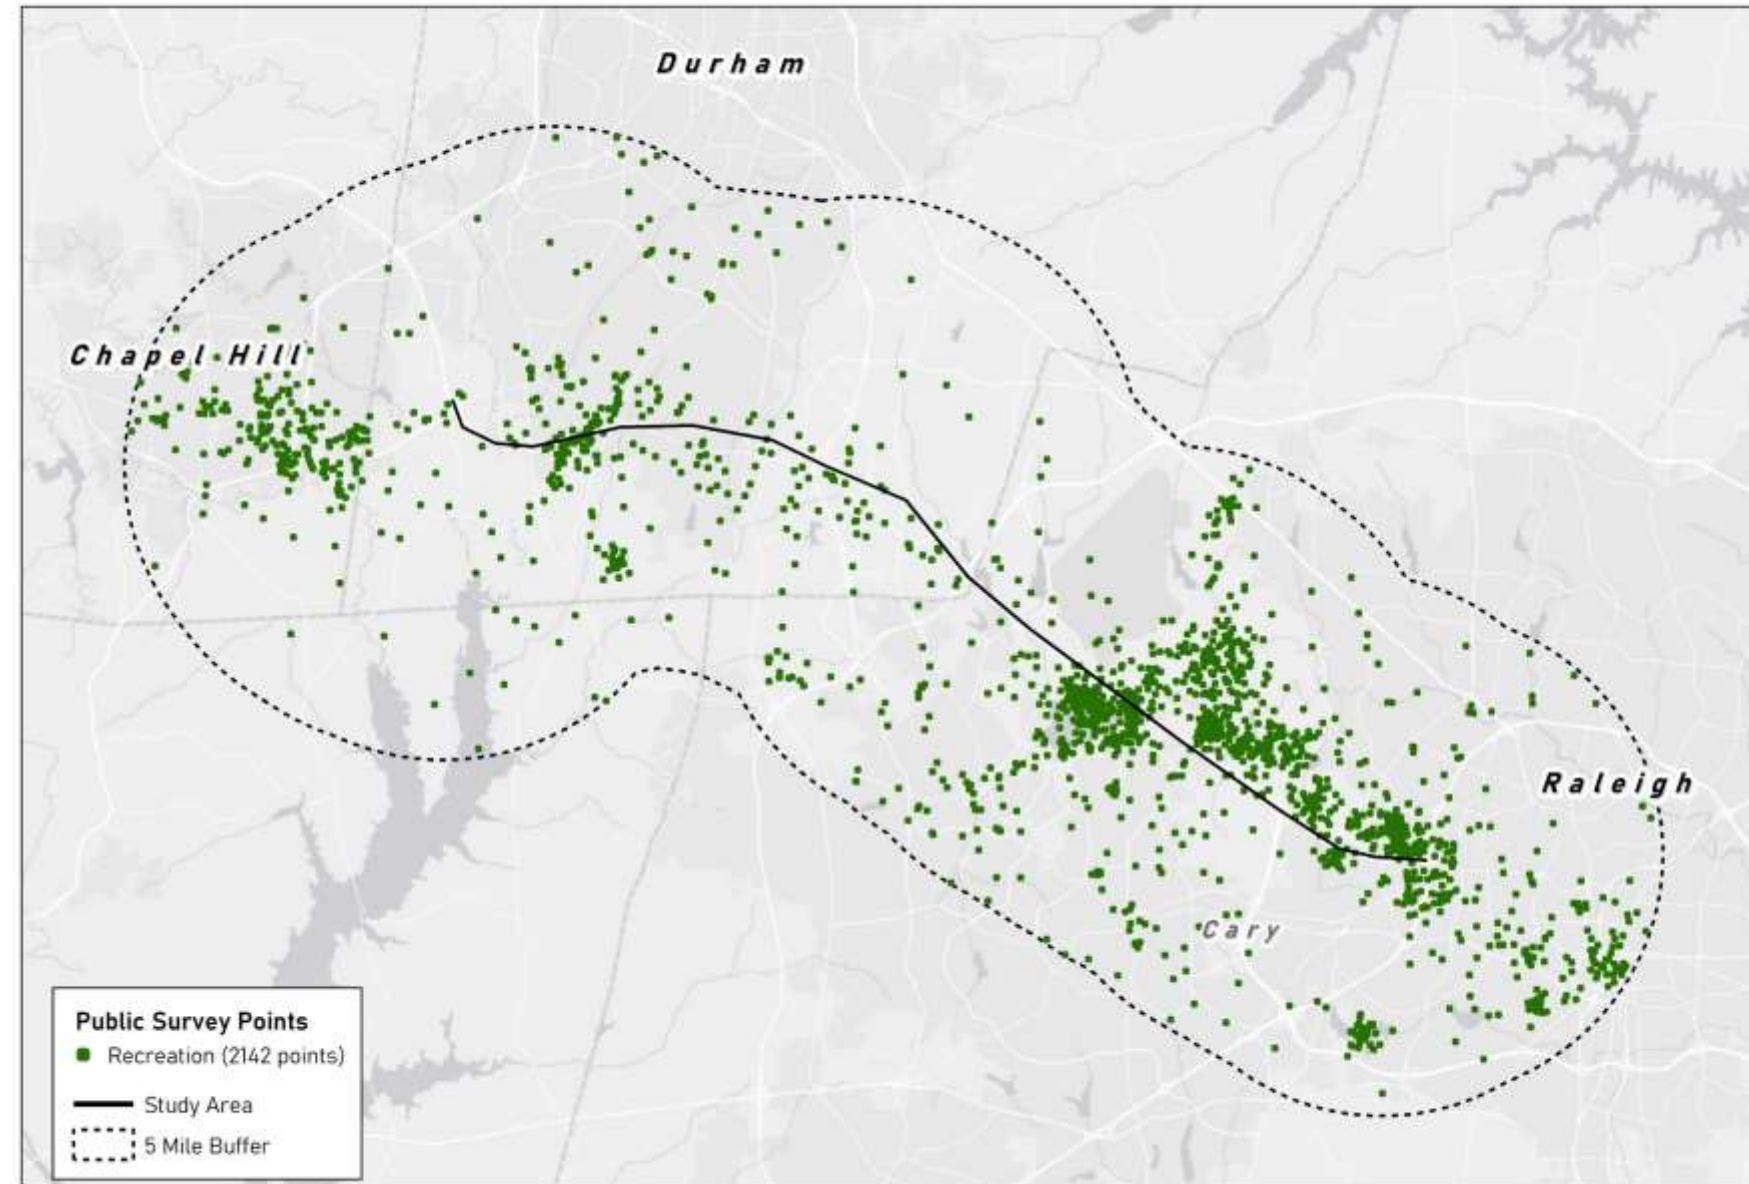 Durham
Chapel Hill
Raleigh
Cary
Public Survey Points
Recreation (2142 points)
Study Area
5 Mile Buffer